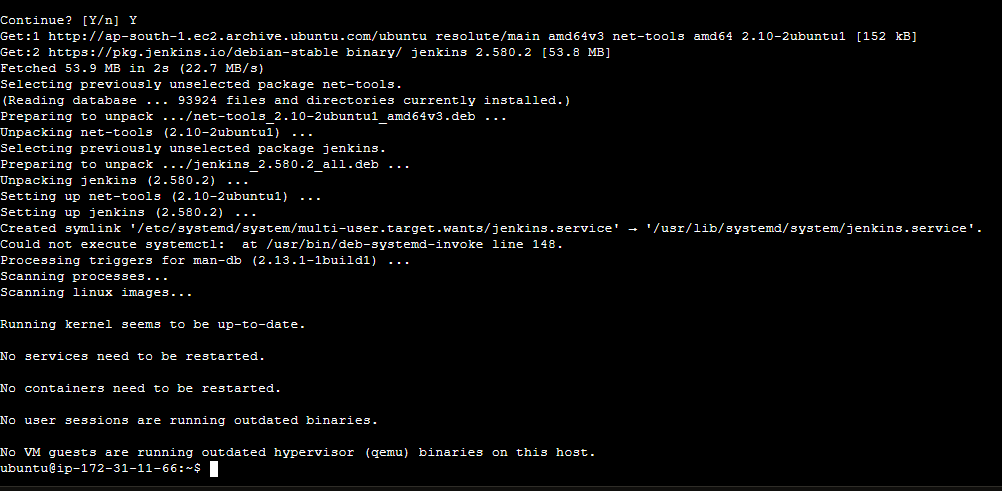 Continue? [Y/n] Y
Get:1 http://ap-south-1.ec2.archive.ubuntu.com/ubuntu resolute/main amd64v3 net-tools amd64 2.10-2ubuntu1 [152 kB]
Get:2 https://pkg.jenkins.io/debian-stable binary/ jenkins 2.580.2 [53.8 MB]
Fetched 53.9 MB in 2s (22.7 MB/s)
Selecting previously unselected package net-tools.
(Reading database ... 93924 files and directories currently installed.)
Preparing to unpack .../net-tools_2.10-2ubuntu1_amd64v3.deb ...
Unpacking net-tools (2.10-2ubuntu1) ...
Selecting previously unselected package jenkins.
Preparing to unpack .../jenkins_2.580.2_all.deb ...
Unpacking jenkins (2.580.2) ...
Setting up net-tools (2.10-2ubuntu1) ...
Setting up jenkins (2.580.2) ...
Created symlink '/etc/systemd/system/multi-user.target.wants/jenkins.service' → '/usr/lib/systemd/system/jenkins.service'.
Could not execute systemctl:  at /usr/bin/deb-systemd-invoke line 148.
Processing triggers for man-db (2.13.1-1build1) ...
Scanning processes...
Scanning linux images...
Running kernel seems to be up-to-date.
No services need to be restarted.
No containers need to be restarted.
No user sessions are running outdated binaries.
No VM guests are running outdated hypervisor (qemu) binaries on this host.
ubuntu@ip-172-31-11-66:~$